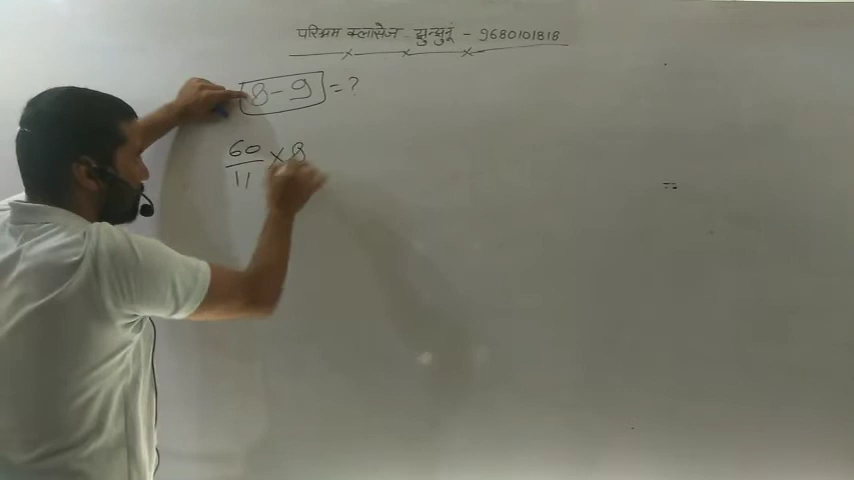 परिश्रम क्लासेज - झुन्झुनूं - 9680101818
8-9 = ?
60/11 × 8